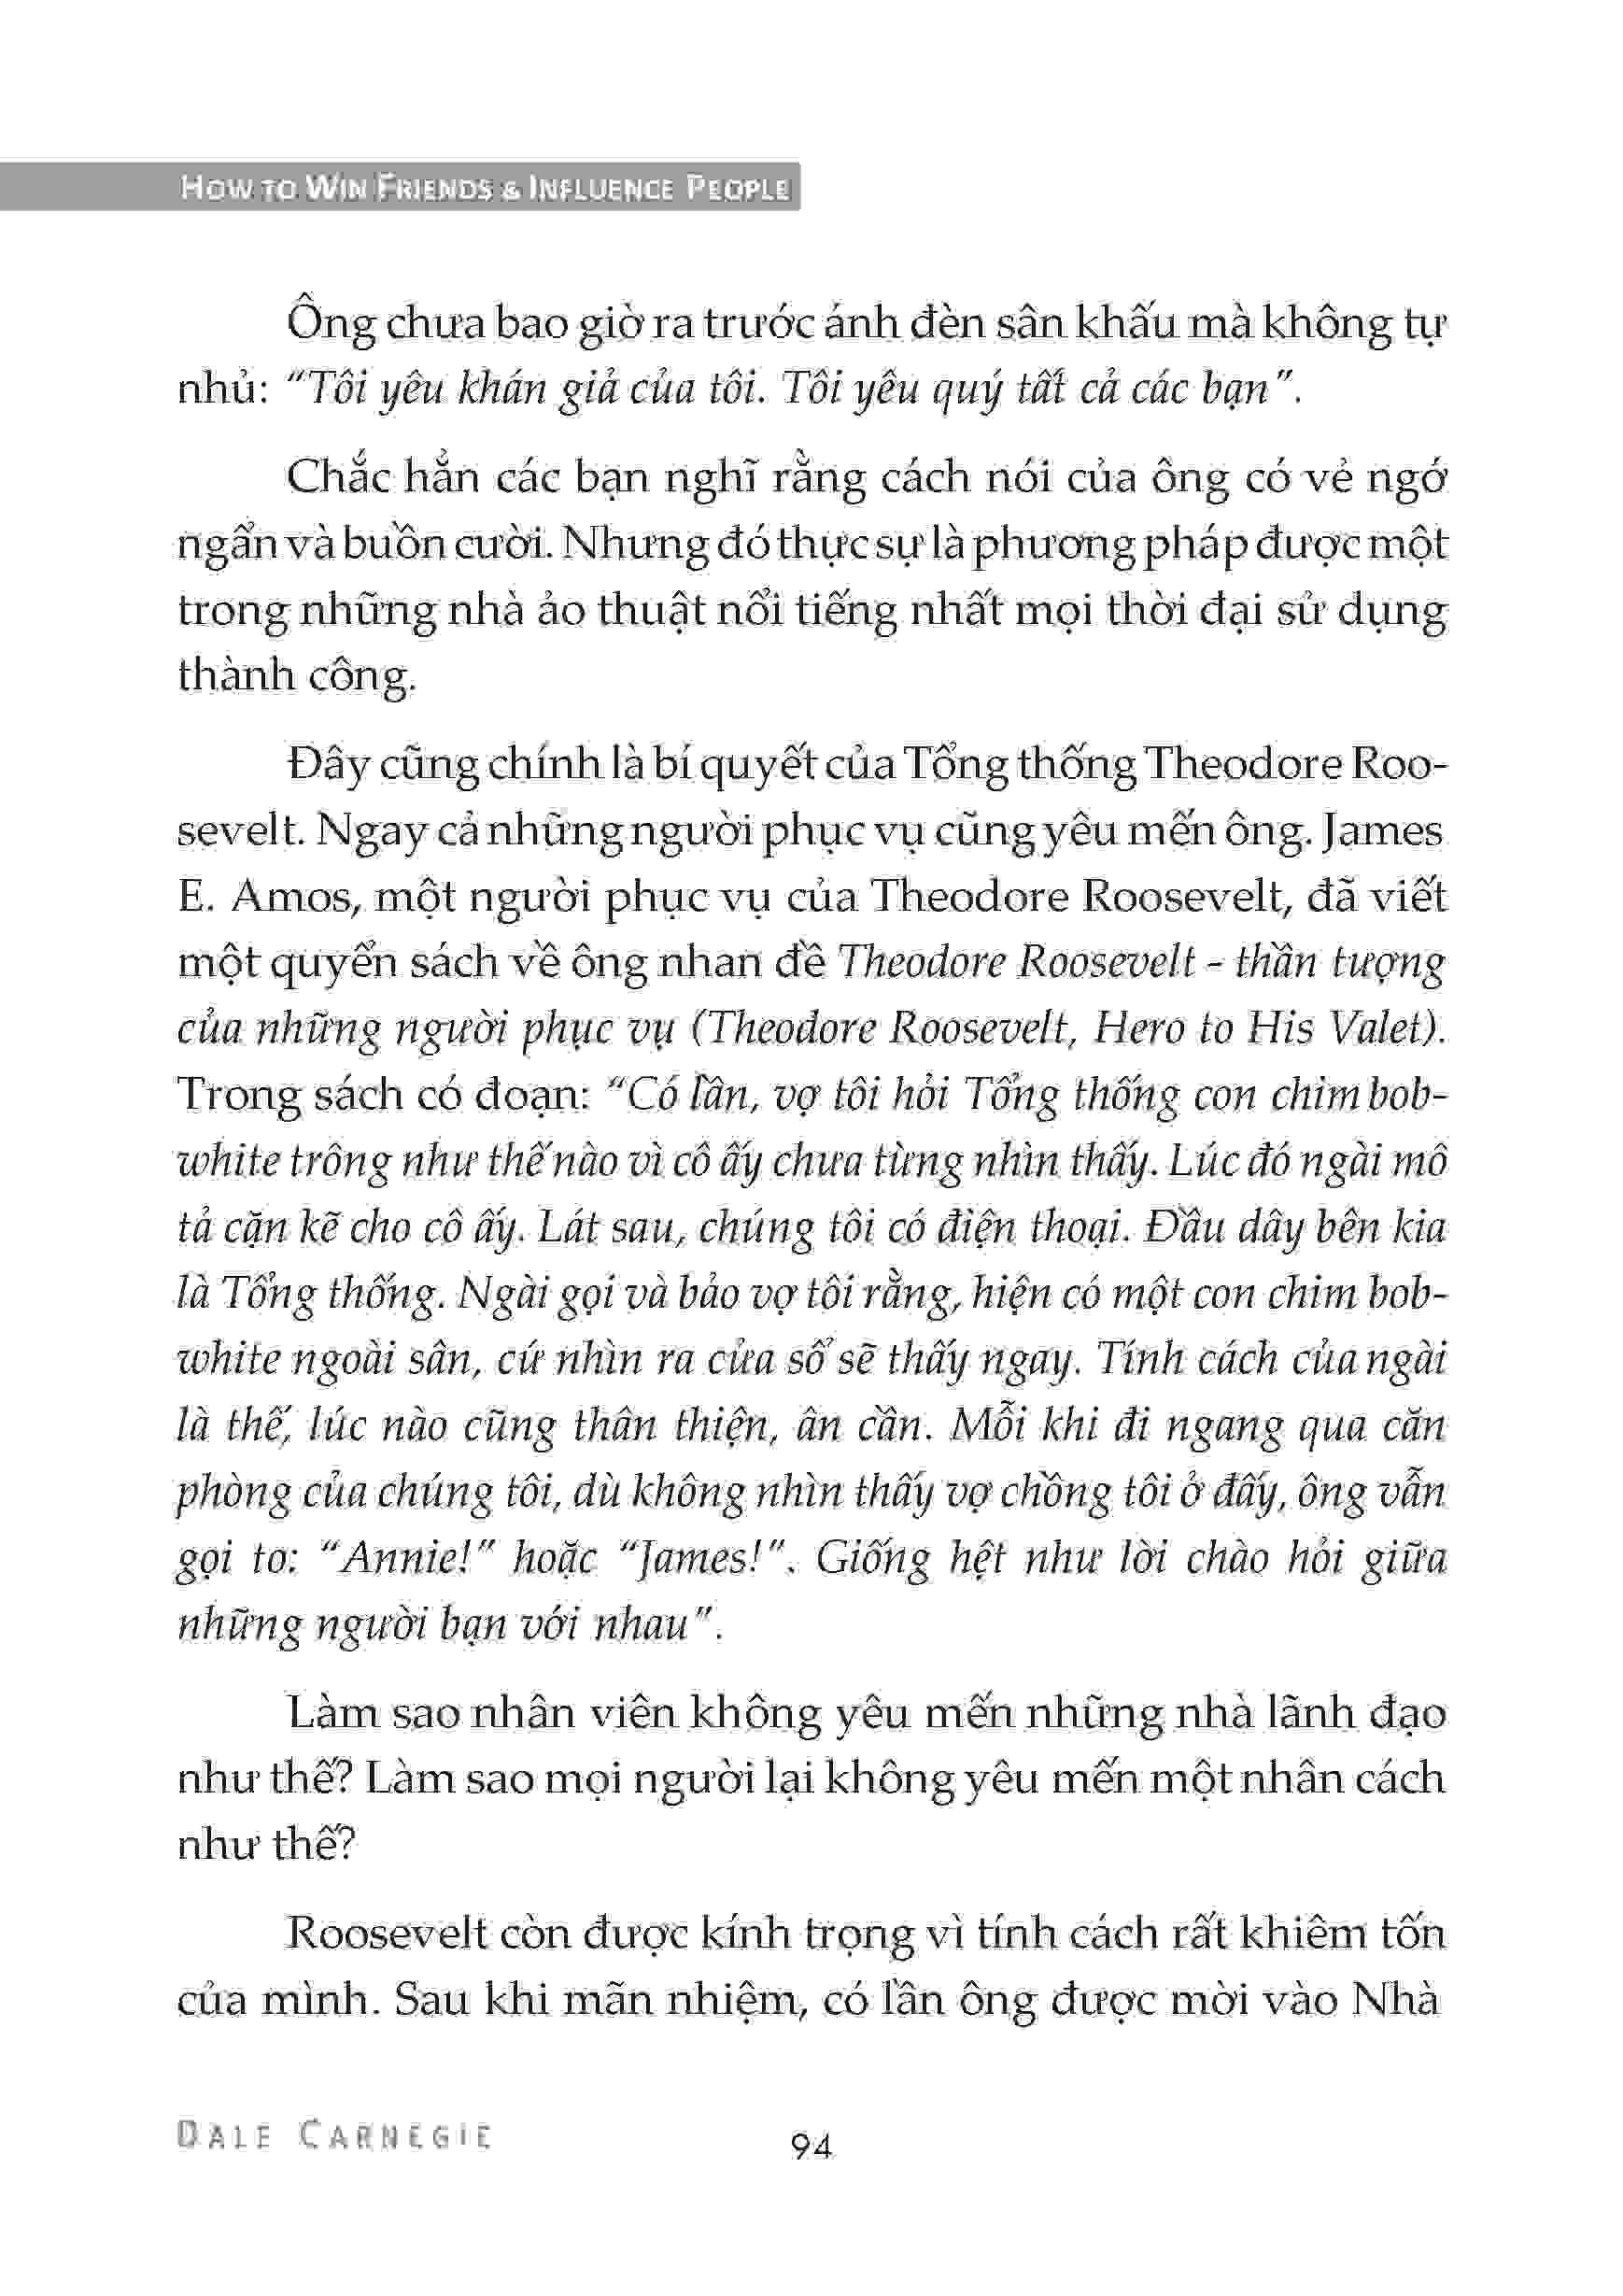 HOW TO WIN FRIENDS & INFLUENCE PEOPLE
Ông chưa bao giờ ra trước ánh đèn sân khấu mà không tự
nhủ: “Tôi yêu khán giả của tôi. Tôi yêu quý tất cả các bạn”.
Chắc hẳn các bạn nghĩ rằng cách nói của ông có vẻ ngớ
ngẩn và buồn cười. Nhưng đó thực sự là phương pháp được một
trong những nhà ảo thuật nổi tiếng nhất mọi thời đại sử dụng
thành công.
Đây cũng chính là bí quyết của Tổng thống Theodore Roo-
sevelt. Ngay cả những người phục vụ cũng yêu mến ông. James
E. Amos, một người phục vụ của Theodore Roosevelt, đã viết
một quyển sách về ông nhan đề Theodore Roosevelt - thần tượng
của những người phục vụ (Theodore Roosevelt, Hero to His Valet).
Trong sách có đoạn: “Có lần, vợ tôi hỏi Tổng thống con chim bob-
white trông như thế nào vì cô ấy chưa từng nhìn thấy. Lúc đó ngài mô
tả cặn kẽ cho cô ấy. Lát sau, chúng tôi có điện thoại. Đầu dây bên kia
là Tổng thống. Ngài gọi và bảo vợ tôi rằng, hiện có một con chim bob-
white ngoài sân, cứ nhìn ra cửa sổ sẽ thấy ngay. Tính cách của ngài
là thế, lúc nào cũng thân thiện, ân cần. Mỗi khi đi ngang qua căn
phòng của chúng tôi, dù không nhìn thấy vợ chồng tôi ở đấy, ông vẫn
gọi to: “Annie!” hoặc “James!”. Giống hệt như lời chào hỏi giữa
những người bạn với nhau”.
Làm sao nhân viên không yêu mến những nhà lãnh đạo
như thế? Làm sao mọi người lại không yêu mến một nhân cách
như thế?
Roosevelt còn được kính trọng vì tính cách rất khiêm tốn
của mình. Sau khi mãn nhiệm, có lần ông được mời vào Nhà
DALE CARNEGIE
94